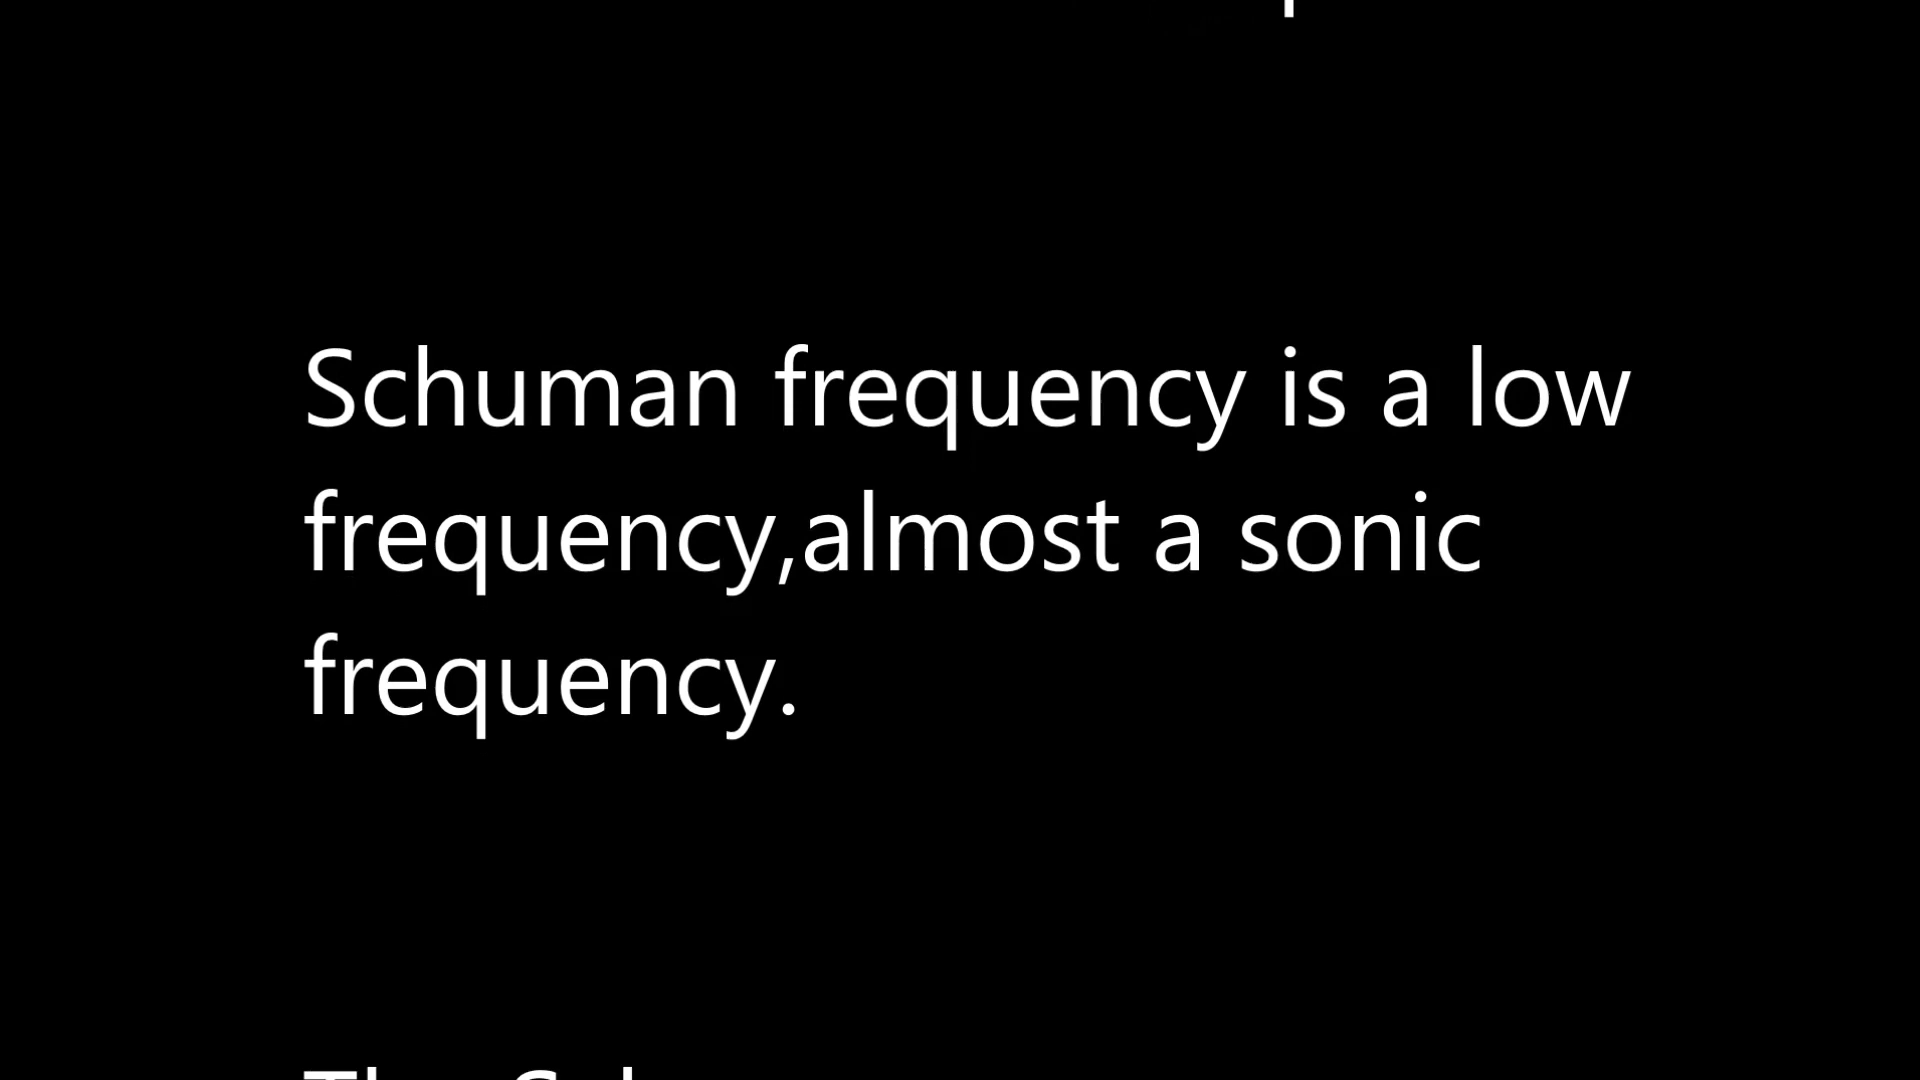 Schuman frequency is a low
frequency,almost a sonic
frequency.